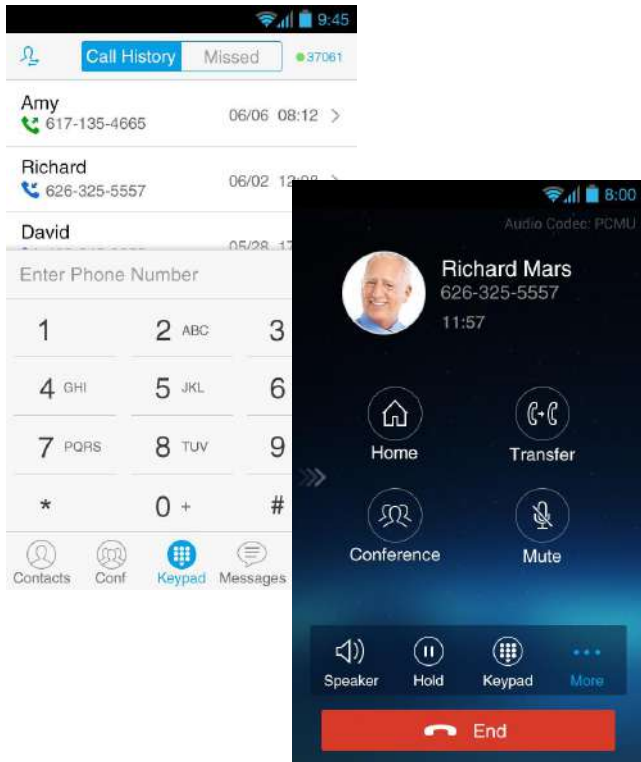 9:45
Call History Missed 37061
Amy
617-135-4665 06/06 08:12
Richard
626-325-5557 06/02
David
05/28
Enter Phone Number
1 2 ABC 3
4 GHI 5 JKL 6
7 PQRS 8 TUV 9
* 0 + #
Contacts Conf Keypad Messages
8:00
Audio Codec: PCMU
Richard Mars
626-325-5557
11:57
Home Transfer
Conference Mute
Speaker Hold Keypad More
End